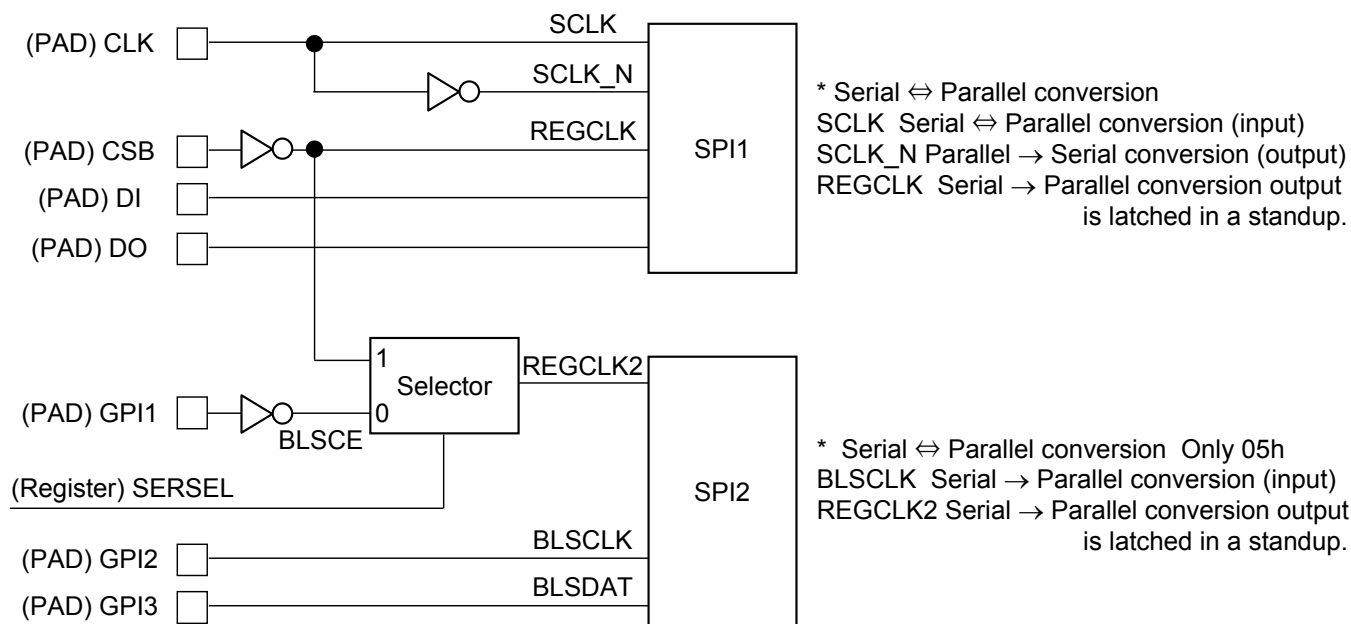 (PAD) CLK
SCLK
SCLK_N
(PAD) CSB
REGCLK
SPI1
(PAD) DI
(PAD) DO
* Serial ⇔ Parallel conversion
SCLK Serial ⇔ Parallel conversion (input)
SCLK_N Parallel → Serial conversion (output)
REGCLK Serial → Parallel conversion output
is latched in a standup.
1
Selector
0
REGCLK2
(PAD) GPI1
BLSCE
(Register) SERSEL
SPI2
(PAD) GPI2
BLSCLK
(PAD) GPI3
BLSDAT
* Serial ⇔ Parallel conversion Only 05h
BLSCLK Serial → Parallel conversion (input)
REGCLK2 Serial → Parallel conversion output
is latched in a standup.